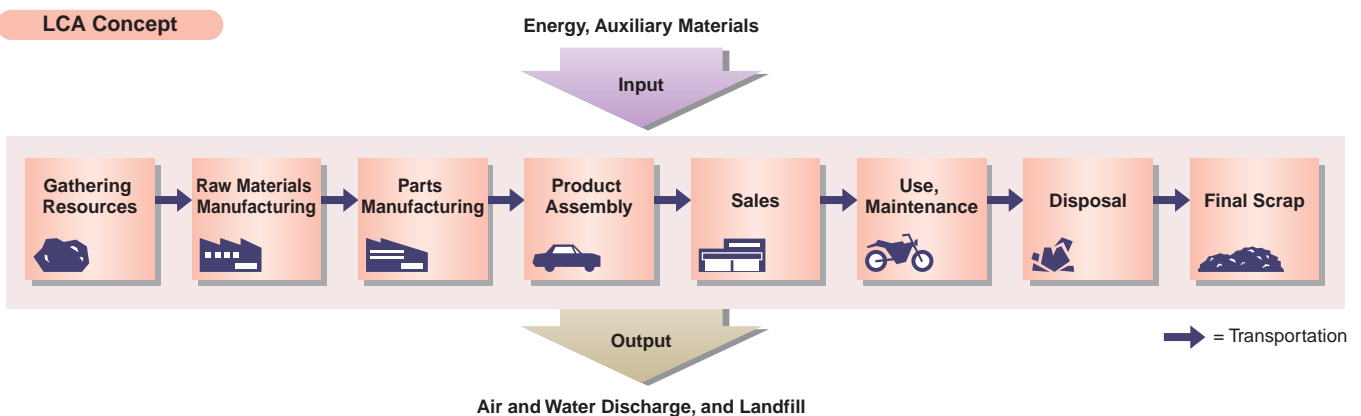 LCA Concept
Energy, Auxiliary Materials
Input
Gathering
Resources
Raw Materials
Manufacturing
Parts
Manufacturing
Product
Assembly
Sales
Use,
Maintenance
Disposal
Final Scrap
Output
= Transportation
Air and Water Discharge, and Landfill